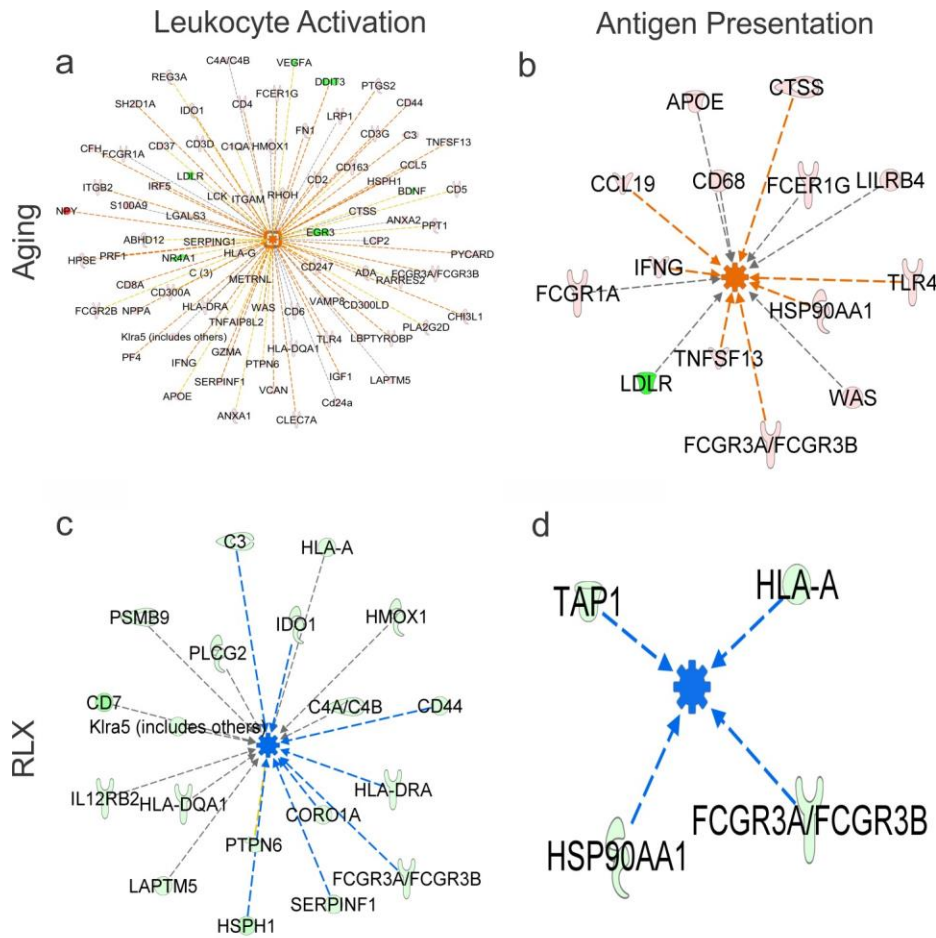 Leukocyte Activation
Antigen Presentation
a
C4A/C4B
VEGFA
REG3A
FCER1G
DDIT3
PTGS2
SH2D1A
IDO1
CD4
LRP1
CD44
FN1
CFH
FCGR1A
CD37
CD3D
C1QA
HMOX1
CD3G
C3
TNFSF13
LDLR
CD2
CD163
CCL5
HSPH1
ITGB2
IRF5
LCK
ITGAM
RHOH
BDNF
CD5
S100A9
CTSS
NPY
LGALS3
EGR3
ANXA2
PPT1
ABHD12
SERPING1
LCP2
HPSE
PRF1
NR4A1
HLA-G
PYCARD
C (3)
CD247
ADA
FCGR3A/FCGR3B
CD8A
CD300A
METRNL
RARRES2
FCGR2B
NPPA
HLA-DRA
WAS
VAMP8
CD300LD
CHI3L1
TNFAIP8L2
CD6
PLA2G2D
Klra5 (includes others)
TLR4
LBP
TYROBP
PF4
GZMA
HLA-DQA1
IFNG
PTPN6
IGF1
LAPTM5
SERPINF1
APOE
VCAN
Cd24a
ANXA1
CLEC7A
Aging
b
CTSS
APOE
CCL19
CD68
FCER1G
LILRB4
IFNG
TLR4
FCGR1A
HSP90AA1
TNFSF13
LDLR
WAS
FCGR3A/FCGR3B
c
C3
HLA-A
PSMB9
IDO1
HMOX1
PLCG2
CD7
C4A/C4B
CD44
Klra5 (includes others)
IL12RB2
HLA-DQA1
HLA-DRA
CORO1A
PTPN6
LAPTM5
FCGR3A/FCGR3B
SERPINF1
HSPH1
RLX
d
TAP1
HLA-A
HSP90AA1
FCGR3A/FCGR3B